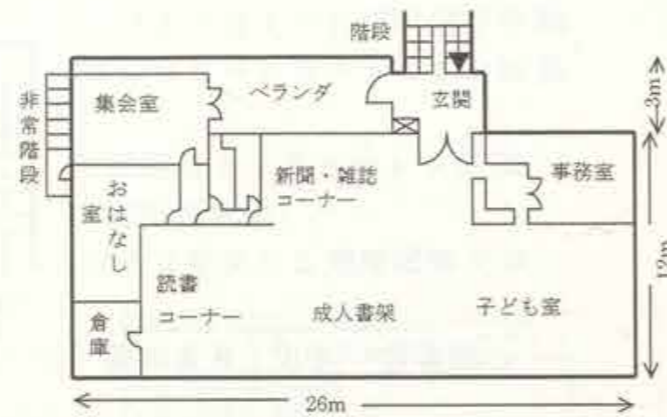 階段
非常階段
集会室
ベランダ
玄関
3m
おはなし室
新聞・雑誌
コーナー
事務室
12m
読書
コーナー
成人書架
子ども室
倉庫
26m